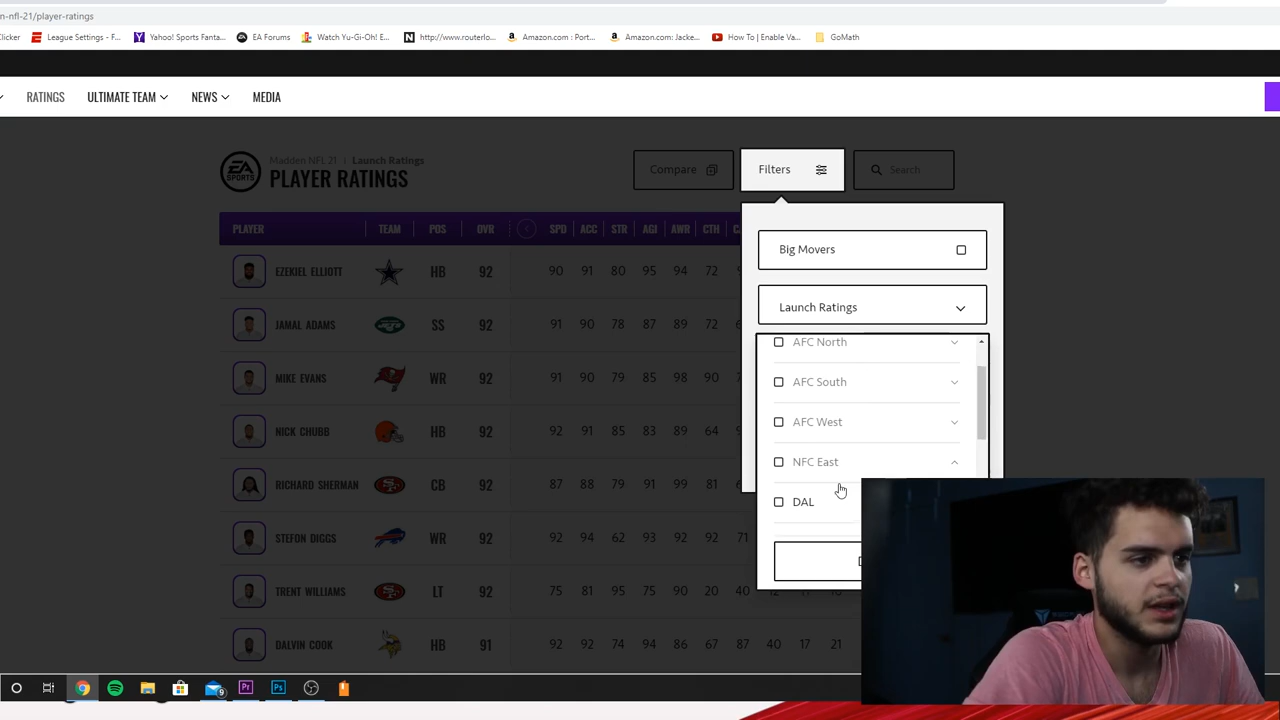 n-nfl-21/player-ratings
licker League Settings - F... Yahoo! Sports Fanta... EA Forums Watch Yu-Gi-Oh! E... http://www.routerlo... Amazon.com : Port... Amazon.com: Jacke... How To | Enable Va... GoMath
RATINGS ULTIMATE TEAM NEWS MEDIA
EA SPORTS
Madden NFL 21 | Launch Ratings
PLAYER RATINGS
Compare Filters Search
PLAYER TEAM POS OVR SPD ACC STR AGI AWR CTH
EZEKIEL ELLIOTT HB 92 90 91 80 95 94 72
JAMAL ADAMS SS 92 91 90 78 87 89 72
MIKE EVANS WR 92 91 90 79 85 98 90
NICK CHUBB HB 92 92 91 85 83 89 64
RICHARD SHERMAN CB 92 87 88 79 91 99 81
STEFON DIGGS WR 92 92 94 62 93 92 71
TRENT WILLIAMS LT 92 75 81 95 75 90 20 40
DALVIN COOK HB 91 92 92 74 94 86 67 87 40 17 21
Big Movers
Launch Ratings
AFC North
AFC South
AFC West
NFC East
DAL
9 Pr Ps